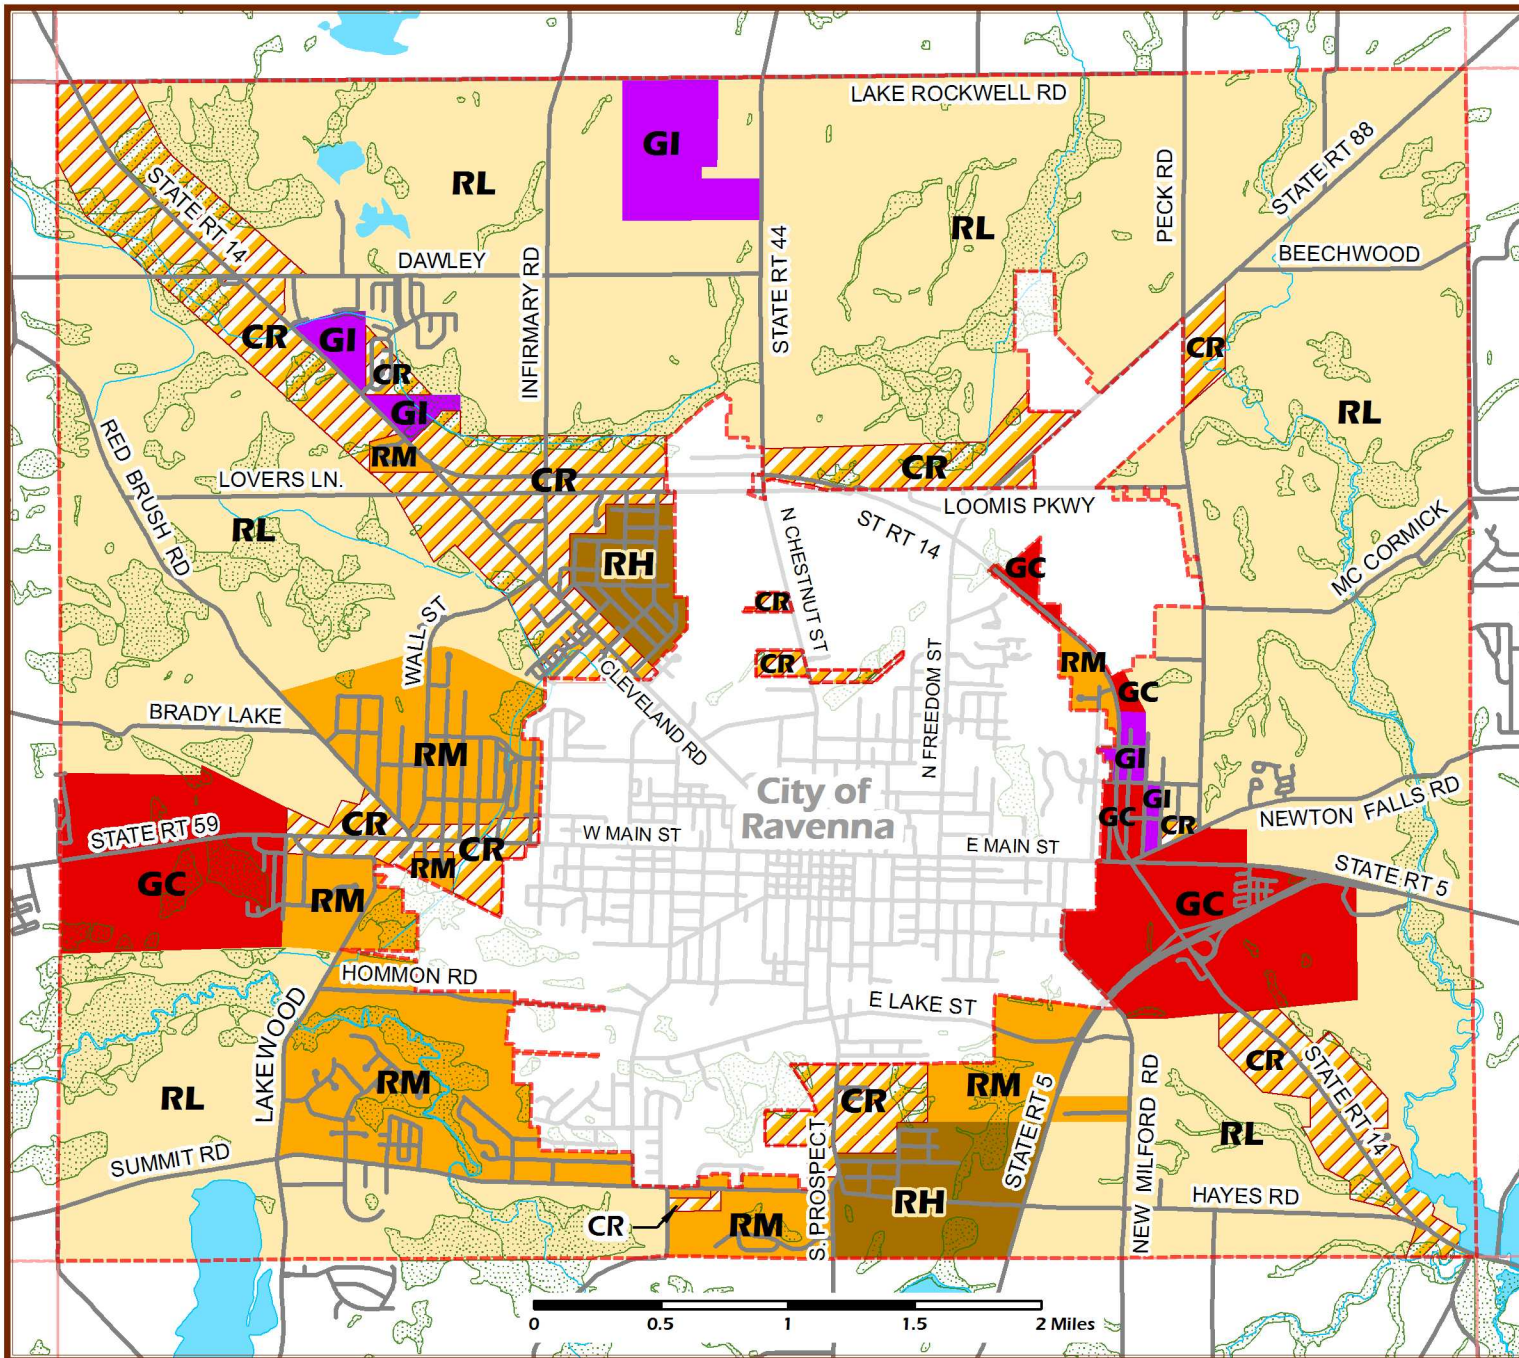 LAKE ROCKWELL RD
GI
STATE RT 88
PECK RD
RL
STATE RT 14
RL
STATE RT 44
DAWLEY
INFIRMARY RD
BEECHWOOD
CR
GI
CR
CR
GI
RL
RED BRUSH RD
RM
CR
CR
LOVERS LN.
LOOMIS PKWY
N CHESTNUT ST
ST RT 14
RL
MC CORMICK
RH
GC
CR
WALL ST
CR
N FREEDOM ST
RM
CLEVELAND RD
GC
BRADY LAKE
RM
GI
City of
Ravenna
GI
NEWTON FALLS RD
STATE RT 59
CR
W MAIN ST
E MAIN ST
GC
CR
CR
RM
STATE RT 5
GC
RM
GC
HOMMON RD
E LAKE ST
LAKEWOOD
CR
STATE RT 14
RL
RM
CR
RM
STATE RT 5
NEW MILFORD RD
RL
SUMMIT RD
S. PROSPECT
RH
HAYES RD
CR
RM
0
0.5
1
1.5
2 Miles